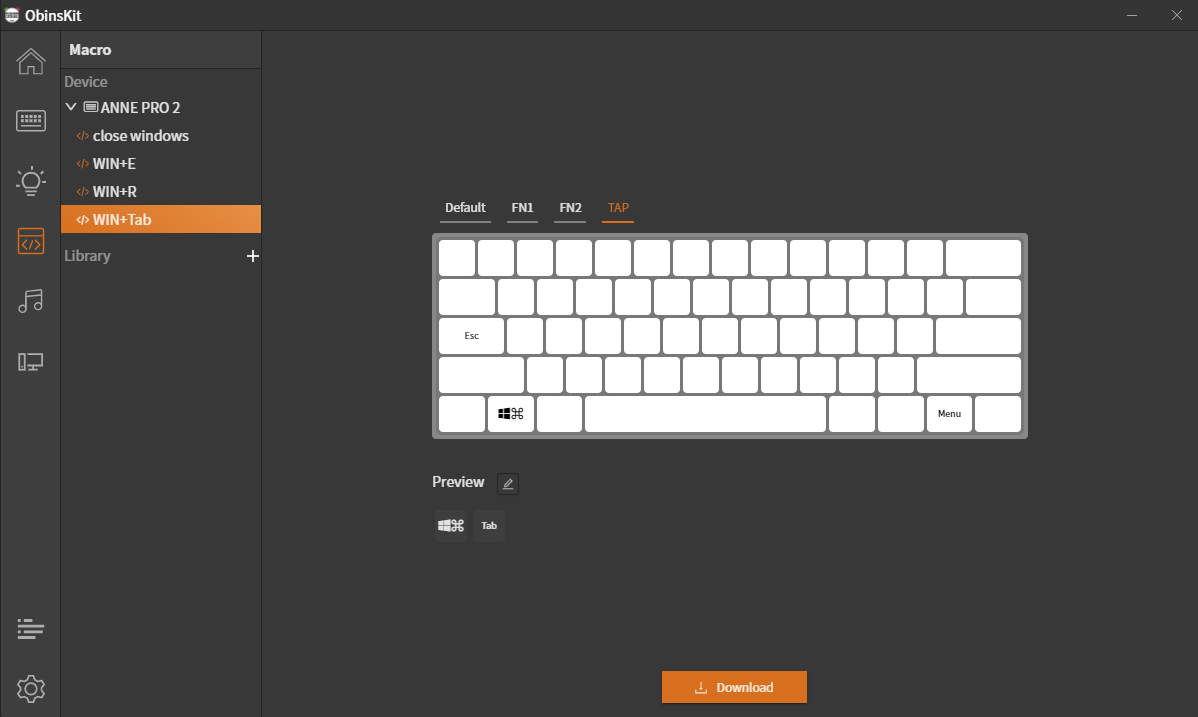 ObinsKit
Macro
Device
ANNE PRO 2
close windows
WIN+E
WIN+R
WIN+Tab
Library
Default FN1 FN2 TAP
Esc
Menu
Preview
Tab
Download